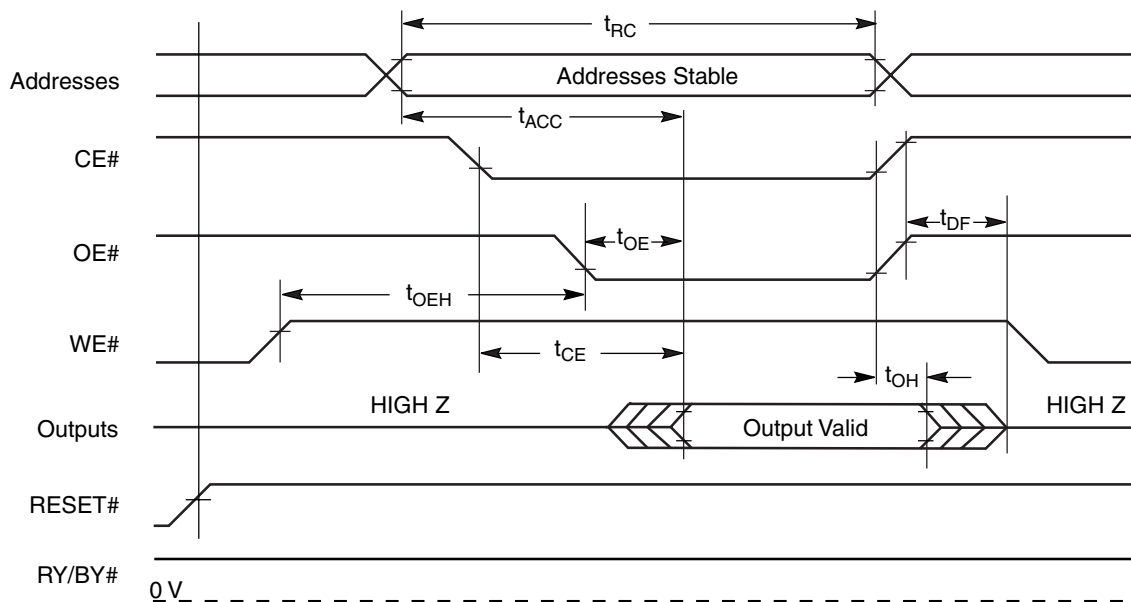 tRC
Addresses
Addresses Stable
tACC
CE#
tDF
OE#
tOE
tOEH
WE#
tCE
tOH
HIGH Z
HIGH Z
Outputs
Output Valid
RESET#
RY/BY#
0 V